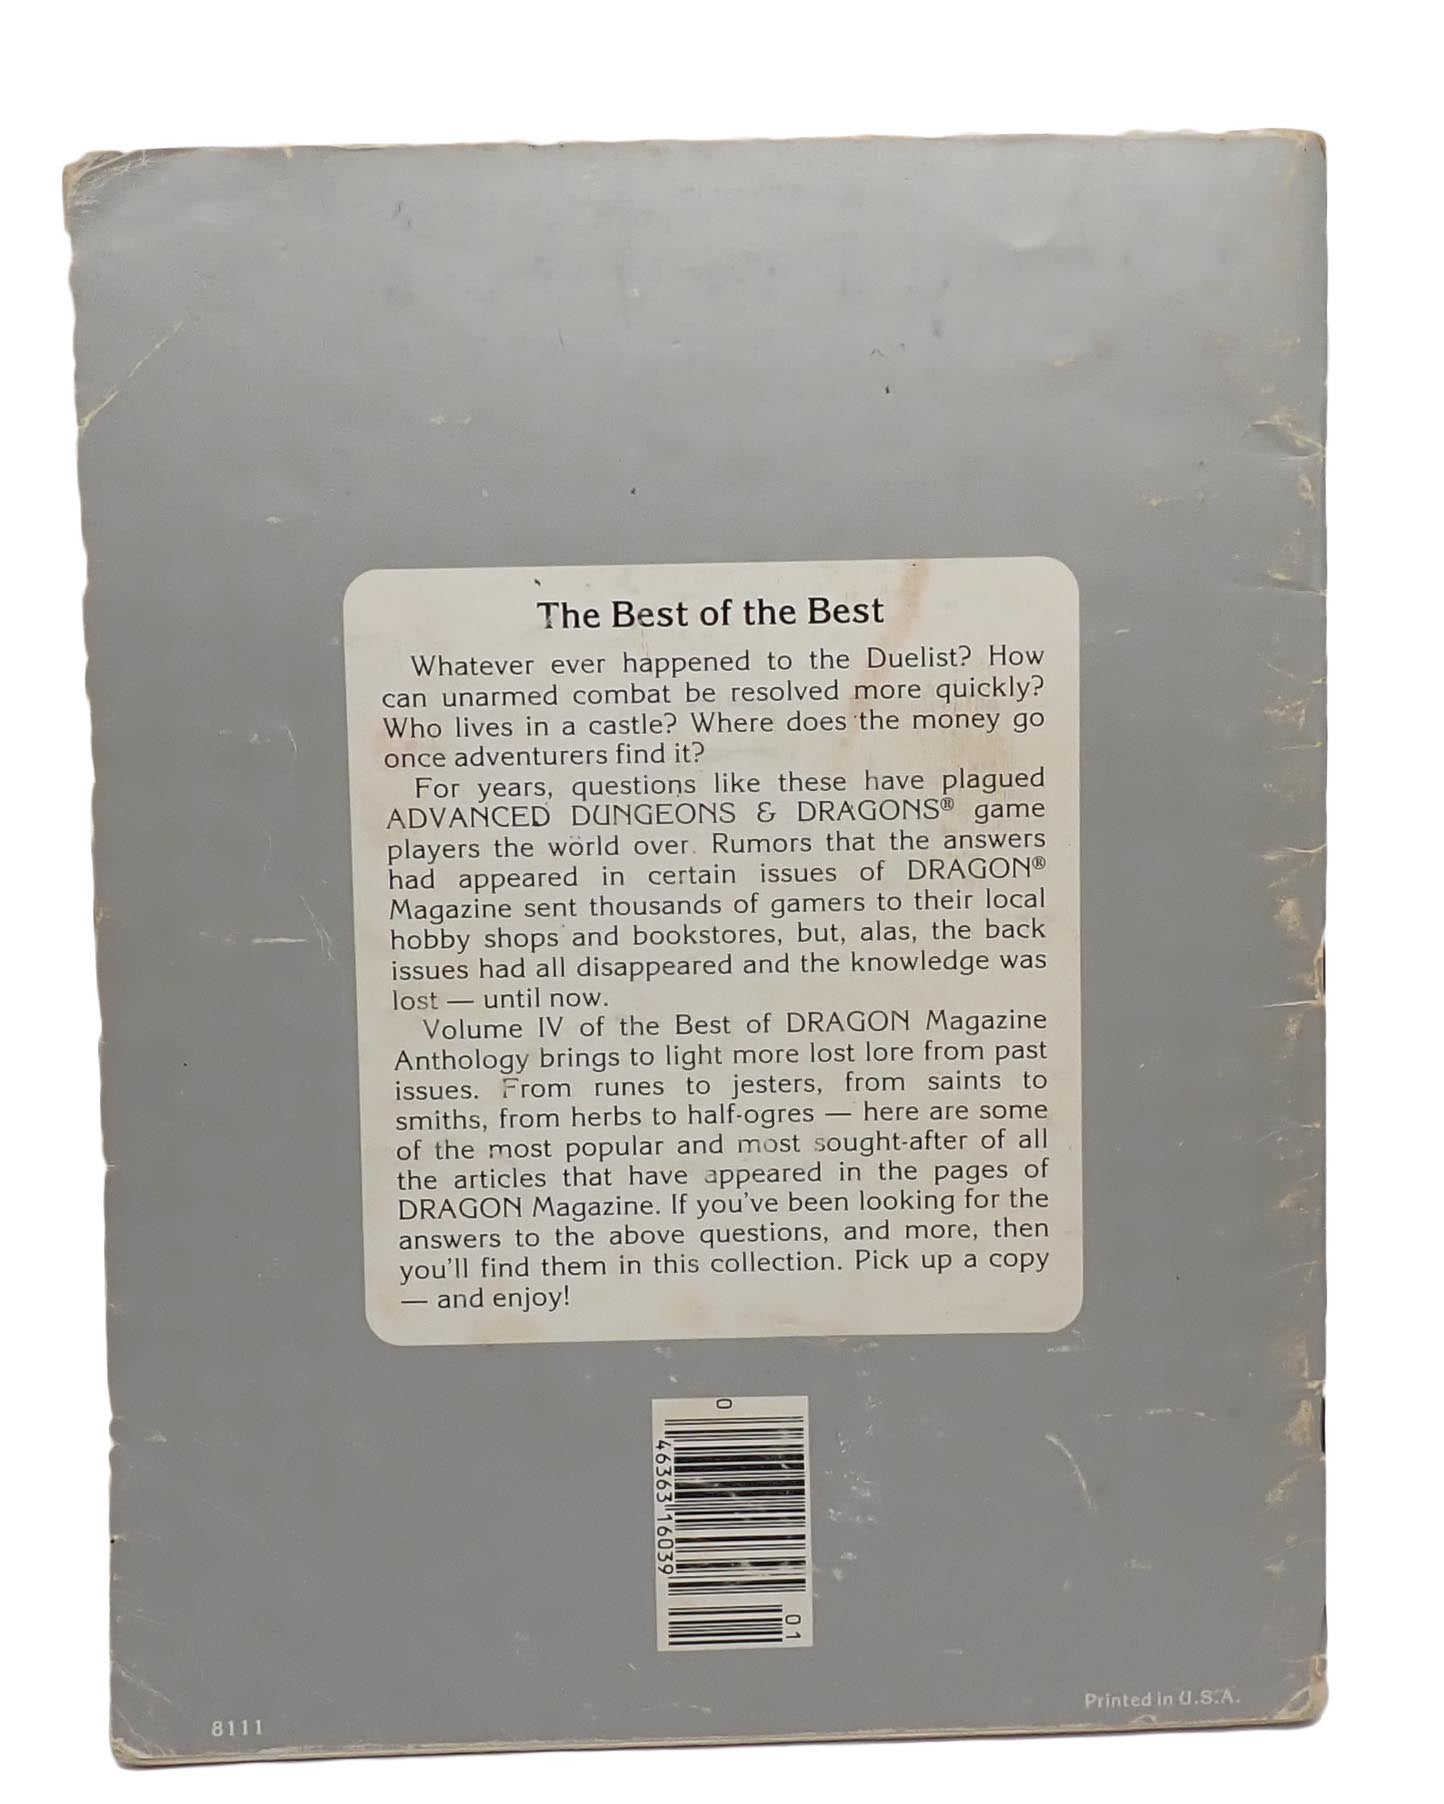 The Best of the Best
Whatever ever happened to the Duelist? How
can unarmed combat be resolved more quickly?
Who lives in a castle? Where does the money go
once adventurers find it?
For years, questions like these have plagued
ADVANCED DUNGEONS & DRAGONS® game
players the world over. Rumors that the answers
had appeared in certain issues of DRAGON®
Magazine sent thousands of gamers to their local
hobby shops and bookstores, but, alas, the back
issues had all disappeared and the knowledge was
lost — until now.
Volume IV of the Best of DRAGON Magazine
Anthology brings to light more lost lore from past
issues. From runes to jesters, from saints to
smiths, from herbs to half-ogres — here are some
of the most popular and most sought-after of all
the articles that have appeared in the pages of
DRAGON Magazine. If you've been looking for the
answers to the above questions, and more, then
you'll find them in this collection. Pick up a copy
— and enjoy!
0
46363 16039
01
8111
Printed in U.S.A.